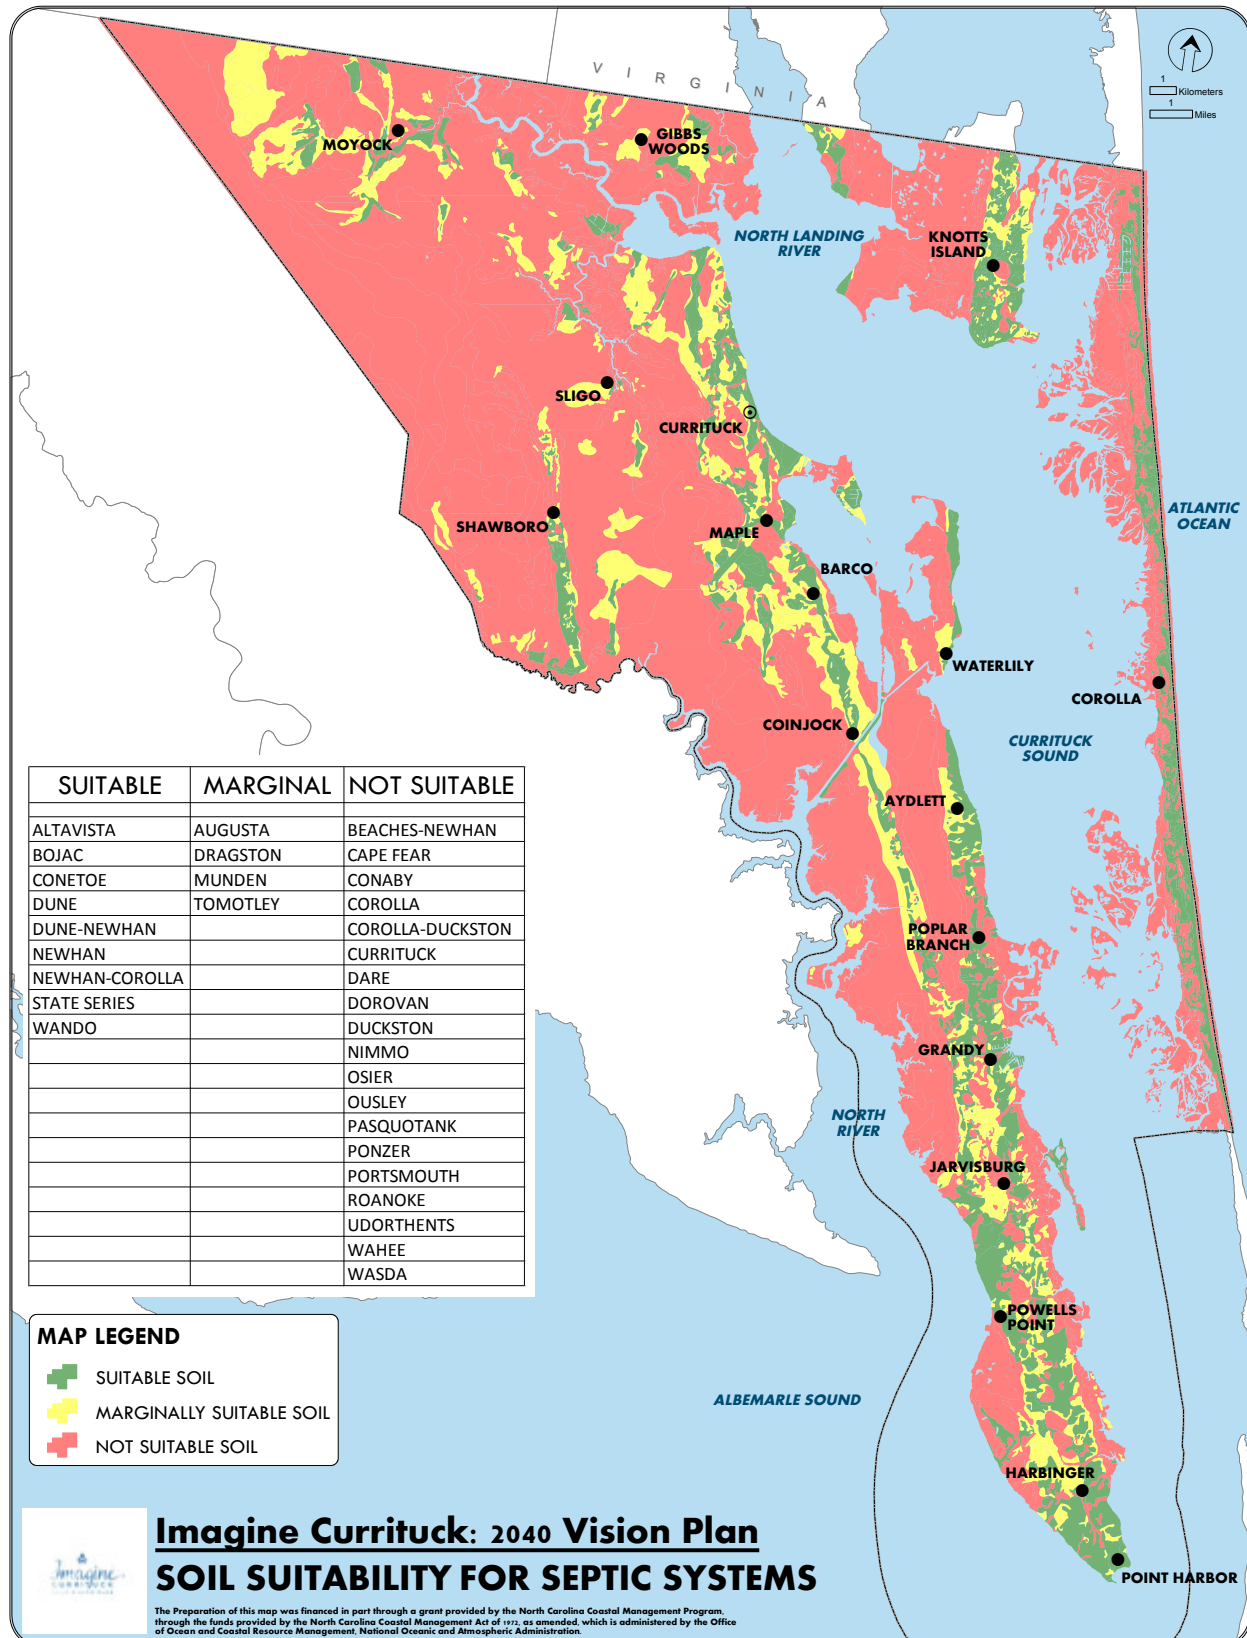 VIRGINIA
1
Kilometers
1
Miles
MOYOCK
GIBBS
WOODS
NORTH LANDING
RIVER
KNOTTS
ISLAND
SLIGO
CURRITUCK
SHAWBORO
MAPLE
BARCO
ATLANTIC
OCEAN
WATERLILY
COROLLA
COINJOCK
CURRITUCK
SOUND
AYDLETT
POPLAR
BRANCH
GRANDY
NORTH
RIVER
JARVISBURG
POWELLS
POINT
ALBEMARLE SOUND
HARBINGER
POINT HARBOR
SUITABLE MARGINAL NOT SUITABLE
ALTAVISTA AUGUSTA BEACHES-NEWHAN
BOJAC DRAGSTON CAPE FEAR
CONETOE MUNDEN CONABY
DUNE TOMOTLEY COROLLA
DUNE-NEWHAN COROLLA-DUCKSTON
NEWHAN CURRITUCK
NEWHAN-COROLLA DARE
STATE SERIES DOROVAN
WANDO DUCKSTON
NIMMO
OSIER
OUSLEY
PASQUOTANK
PONZER
PORTSMOUTH
ROANOKE
UDORTHENTS
WAHEE
WASDA
MAP LEGEND
SUITABLE SOIL
MARGINALLY SUITABLE SOIL
NOT SUITABLE SOIL
Imagine
CURRITUCK
Imagine Currituck: 2040 Vision Plan
SOIL SUITABILITY FOR SEPTIC SYSTEMS
The Preparation of this map was financed in part through a grant provided by the North Carolina Coastal Management Program,
through the funds provided by the North Carolina Coastal Management Act of 1972, as amended, which is administered by the Office
of Ocean and Coastal Resource Management, National Oceanic and Atmospheric Administration.